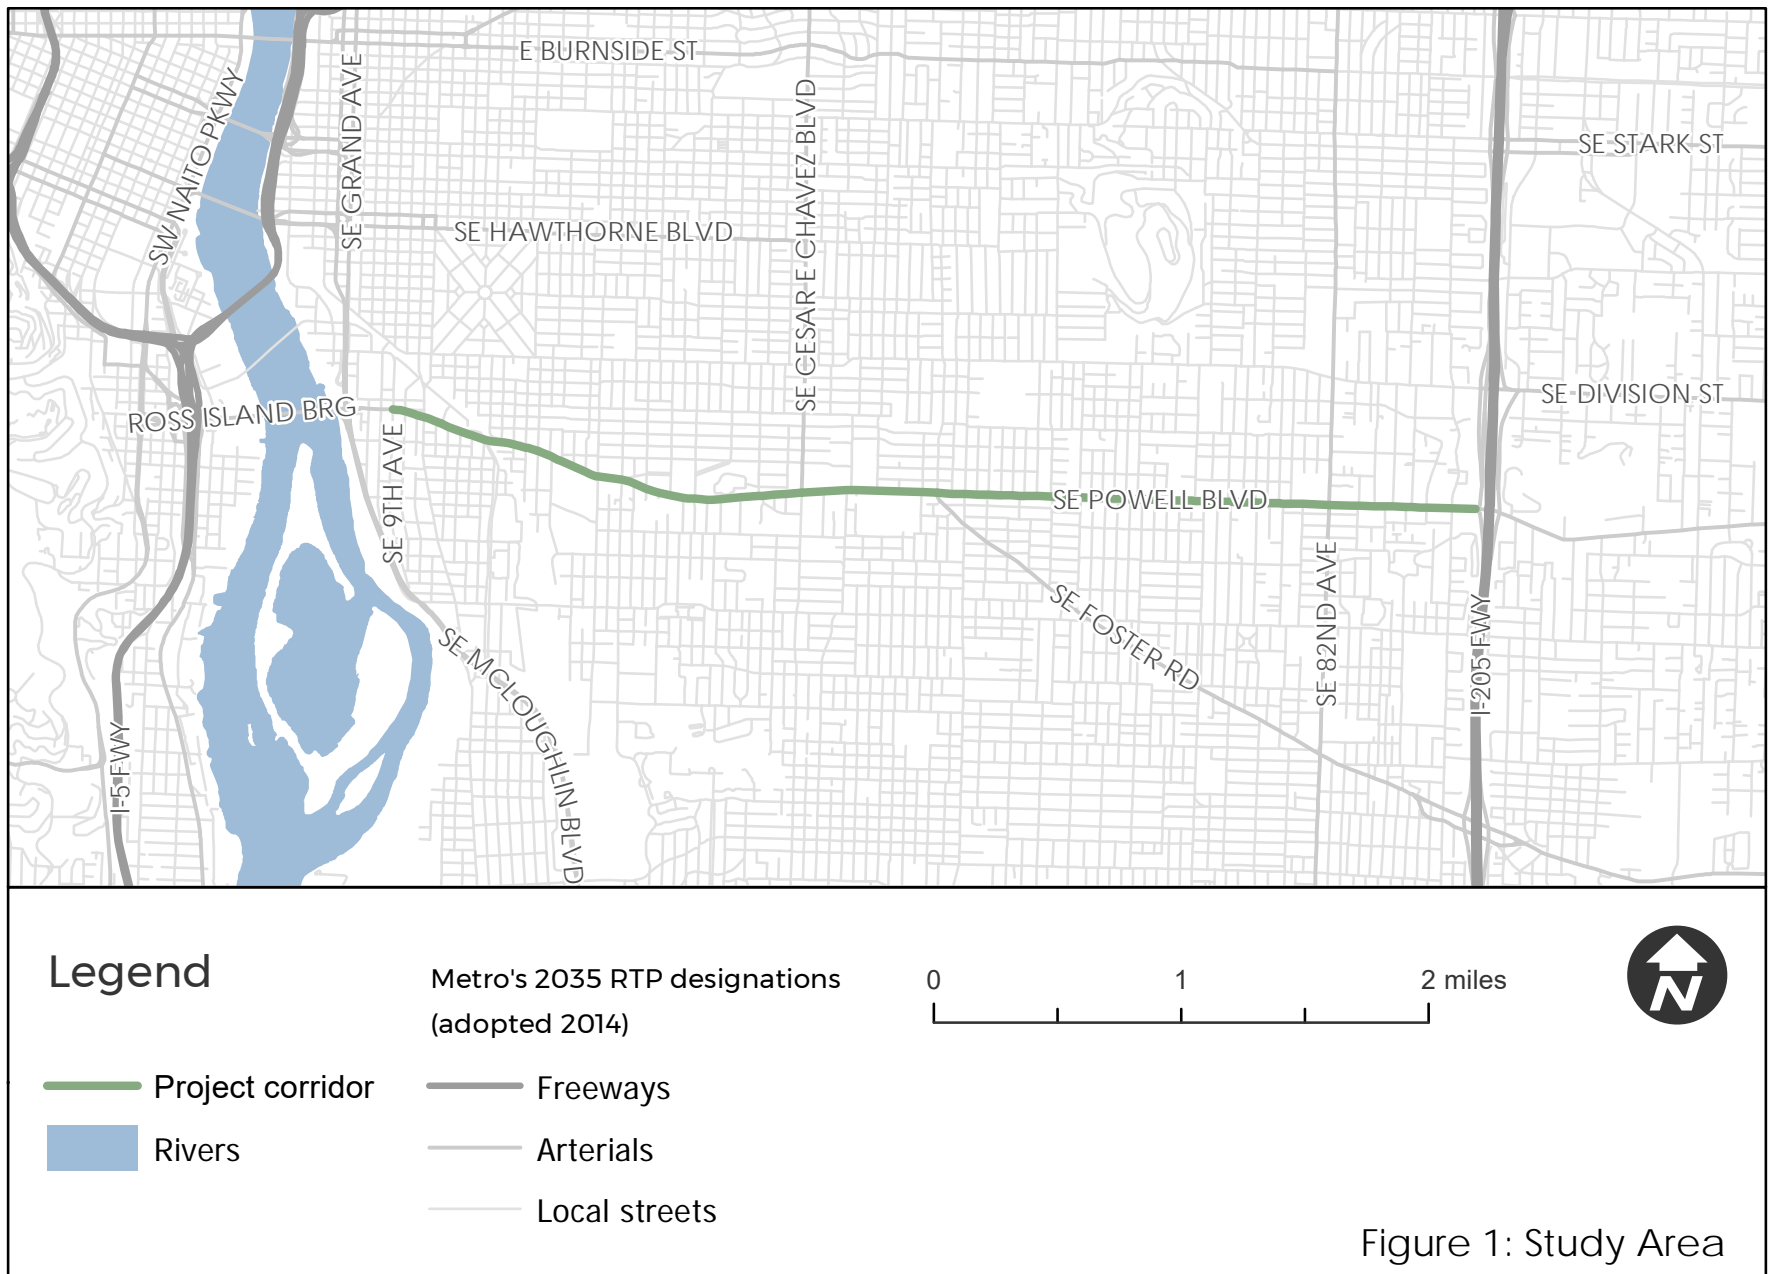 E BURNSIDE ST
SW NAITO PKWY
SE GRAND AVE
SE CESAR E CHAVEZ BLVD
SE STARK ST
SE HAWTHORNE BLVD
SE DIVISION ST
ROSS ISLAND BRG
SE 9TH AVE
SE POWELL BLVD
SE FOSTER RD
SE 82ND AVE
I-205 FWY
SE MCLOUGHLIN BLVD
I-5 FWY
Legend
Metro's 2035 RTP designations
(adopted 2014)
0 1 2 miles
N
Project corridor
Freeways
Rivers
Arterials
Local streets
Figure 1: Study Area